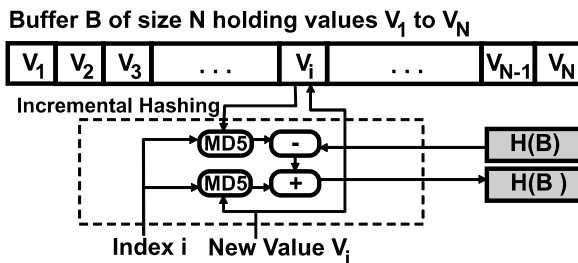 Buffer B of size N holding values V1 to VN
V1 V2 V3 ... Vi ... VN-1 VN
Incremental Hashing
MD5 - H(B)
MD5 + H(B )
Index i New Value Vi